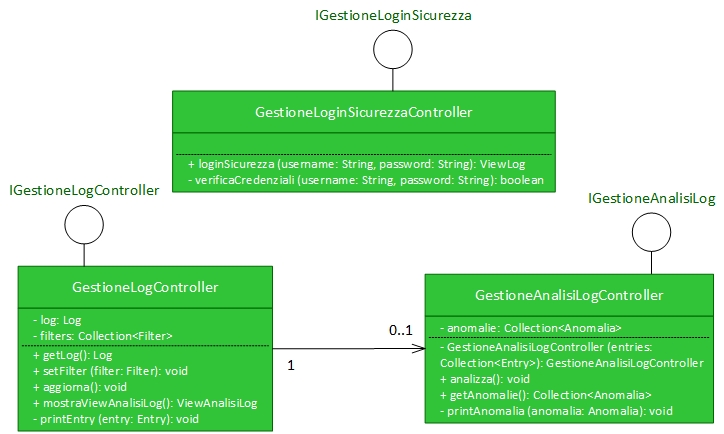 IGestioneLoginSicurezza
GestioneLoginSicurezzaController
+ loginSicurezza (username: String, password: String): ViewLog
- verificaCredenziali (username: String, password: String): boolean
IGestioneLogController
GestioneLogController
- log: Log
- filters: Collection<Filter>
+ getLog(): Log
+ setFilter (filter: Filter): void
+ aggiorna(): void
+ mostraViewAnalisiLog(): ViewAnalisiLog
- printEntry (entry: Entry): void
1
0..1
IGestioneAnalisiLog
GestioneAnalisiLogController
- anomalie: Collection<Anomalia>
- GestioneAnalisiLogController (entries:
Collection<Entry>): GestioneAnalisiLogController
+ analizza(): void
+ getAnomalie(): Collection<Anomalia>
- printAnomalia (anomalia: Anomalia): void